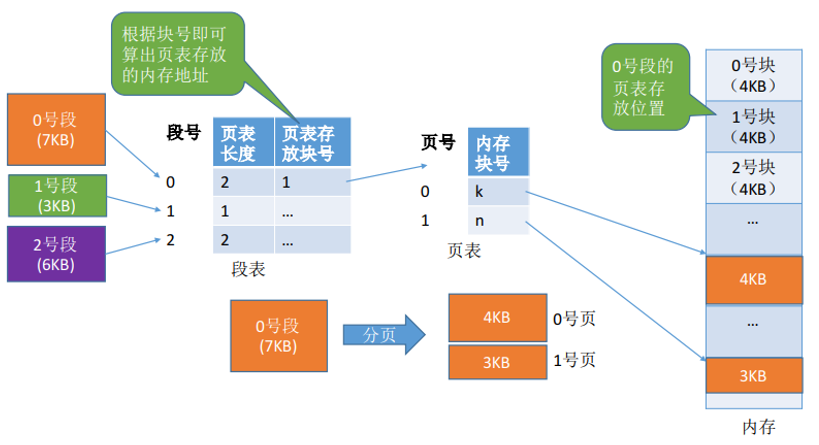 根据块号即可
算出页表存放
的内存地址
0号段的
页表存
放位置
0号块
（4KB）
1号块
（4KB）
2号块
（4KB）
...
4KB
...
3KB
内存
0号段
(7KB)
1号段
(3KB)
2号段
(6KB)
段号
页表
长度
页表存
放块号
0 2 1
1 1 ...
2 2 ...
段表
页号
内存
块号
0 k
1 n
页表
0号段
(7KB)
分页
4KB 0号页
3KB 1号页